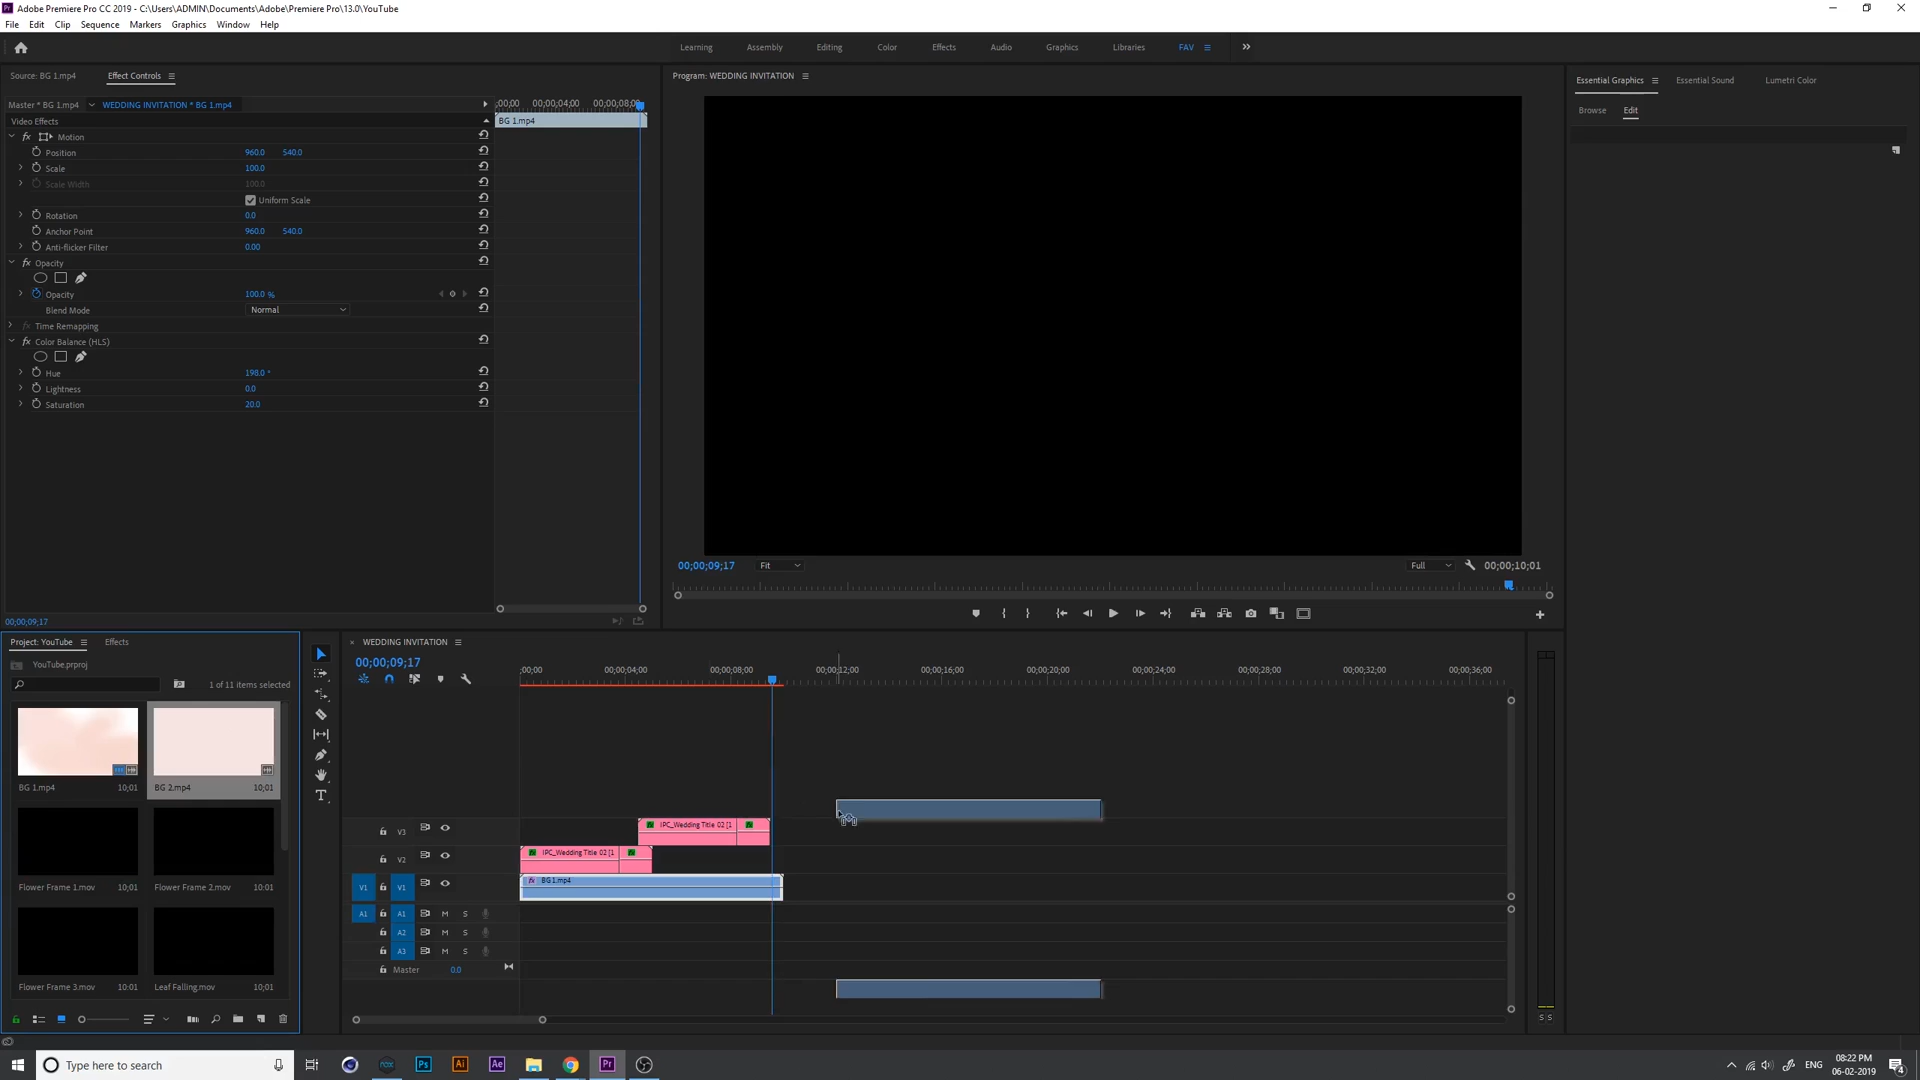 Adobe Premiere Pro CC 2019 - C:\Users\ADMIN\Documents\Adobe\Premiere Pro\13.0\YouTube
File Edit Clip Sequence Markers Graphics Window Help
Learning Assembly Editing Color Effects Audio Graphics Libraries FAV
Source: BG 1.mp4 Effect Controls
Program: WEDDING INVITATION
Essential Graphics Essential Sound Lumetri Color
Browse Edit
Master * BG 1.mp4 WEDDING INVITATION * BG 1.mp4
;00;00 00;00;04;00 00;00;08;00
Video Effects
BG 1.mp4
fx Motion
Position 960.0 540.0
Scale 100.0
Scale Width 100.0
Uniform Scale
Rotation 0.0
Anchor Point 960.0 540.0
Anti-flicker Filter 0.00
fx Opacity
Opacity 100.0 %
Blend Mode Normal
fx Time Remapping
fx Color Balance (HLS)
Hue 198.0 °
Lightness 0.0
Saturation 20.0
00;00;09;17
00;00;09;17 Fit Full 00;00;10;01
Project: YouTube Effects
YouTube.prproj
1 of 11 items selected
BG 1.mp4 10;01
BG 2.mp4 10;01
Flower Frame 1.mov 10;01
Flower Frame 2.mov 10:01
Flower Frame 3.mov 10:01
Leaf Falling.mov 10;01
WEDDING INVITATION
00;00;09;17
;00;00 00;00;04;00 00;00;08;00 00;00;12;00 00;00;16;00 00;00;20;00 00;00;24;00 00;00;28;00 00;00;32;00 00;00;36;00
V3 IPC_Wedding Title 02 [1
V2 IPC_Wedding Title 02 [1
V1 V1 fx BG 1.mp4
A1 A1 M S
A2 M S
A3 M S
Master 0.0
S S
Type here to search
Ps Ai Ae Pr
ENG
08:22 PM
06-02-2019
4